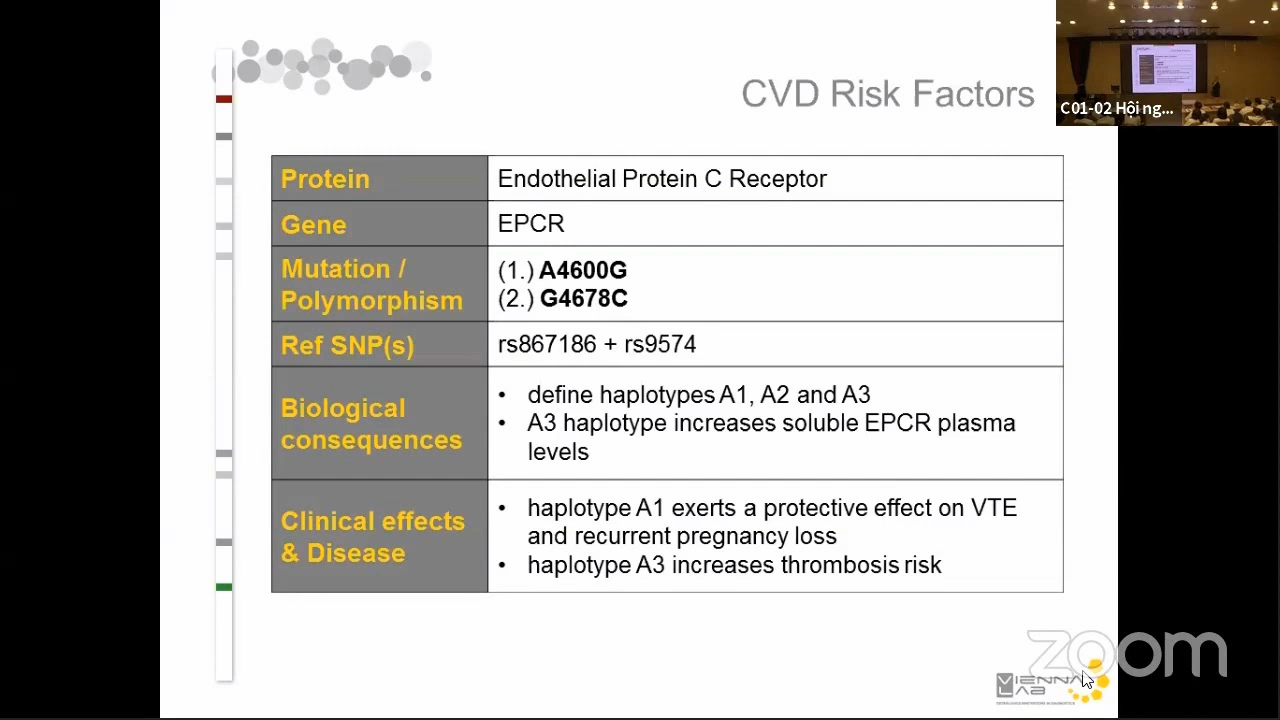 CVD Risk Factors
C01-02 Hội ng...
Protein
Endothelial Protein C Receptor
Gene
EPCR
Mutation /
Polymorphism
(1.) A4600G
(2.) G4678C
Ref SNP(s)
rs867186 + rs9574
Biological
consequences
• define haplotypes A1, A2 and A3
• A3 haplotype increases soluble EPCR plasma
levels
Clinical effects
& Disease
• haplotype A1 exerts a protective effect on VTE
and recurrent pregnancy loss
• haplotype A3 increases thrombosis risk
zoom
VIENNA
LAB